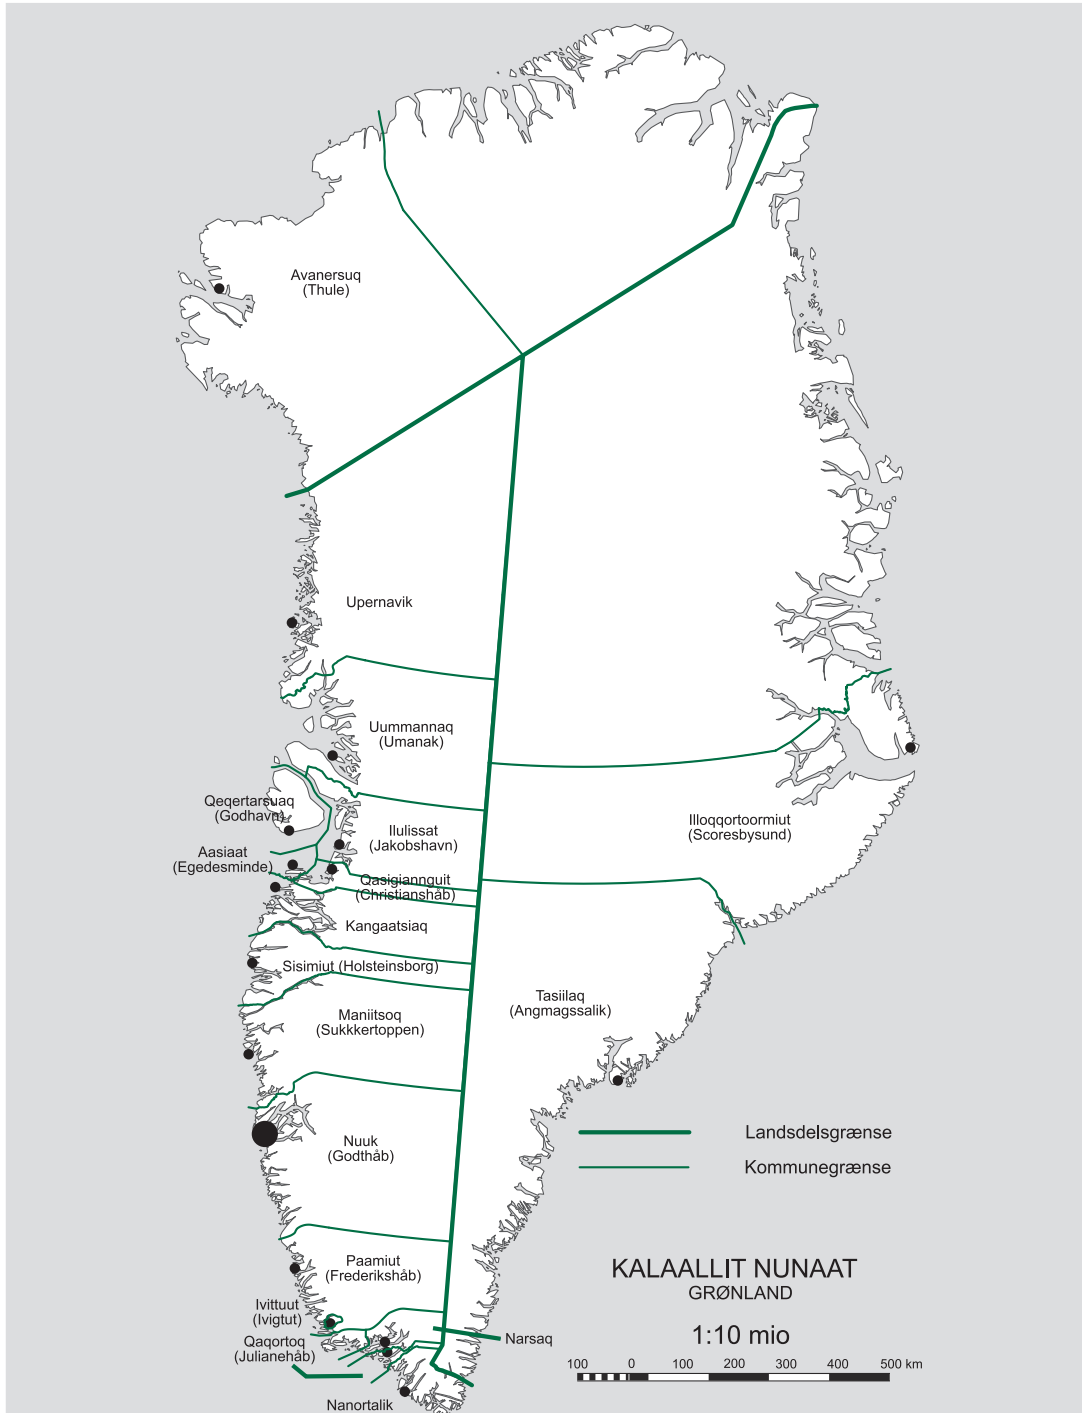 Avanersuq
(Thule)
Upernavik
Uummannaq
(Umanak)
Qeqertarsuaq
(Godhavn)
Ilulissat
(Jakobshavn)
Illoqqortoormiut
(Scoresbysund)
Aasiaat
(Egedesminde)
Qasigiannguit
(Christianshåb)
Kangaatsiaq
Sisimiut (Holsteinsborg)
Tasiilaq
(Angmagssalik)
Maniitsoq
(Sukkkertoppen)
Nuuk
(Godthåb)
Landsdelsgrænse
Kommunegrænse
Paamiut
(Frederikshåb)
KALAALLIT NUNAAT
GRØNLAND
Ivittuut
(Ivigtut)
Narsaq
1:10 mio
Qaqortoq
(Julianehåb)
100 0 100 200 300 400 500 km
Nanortalik